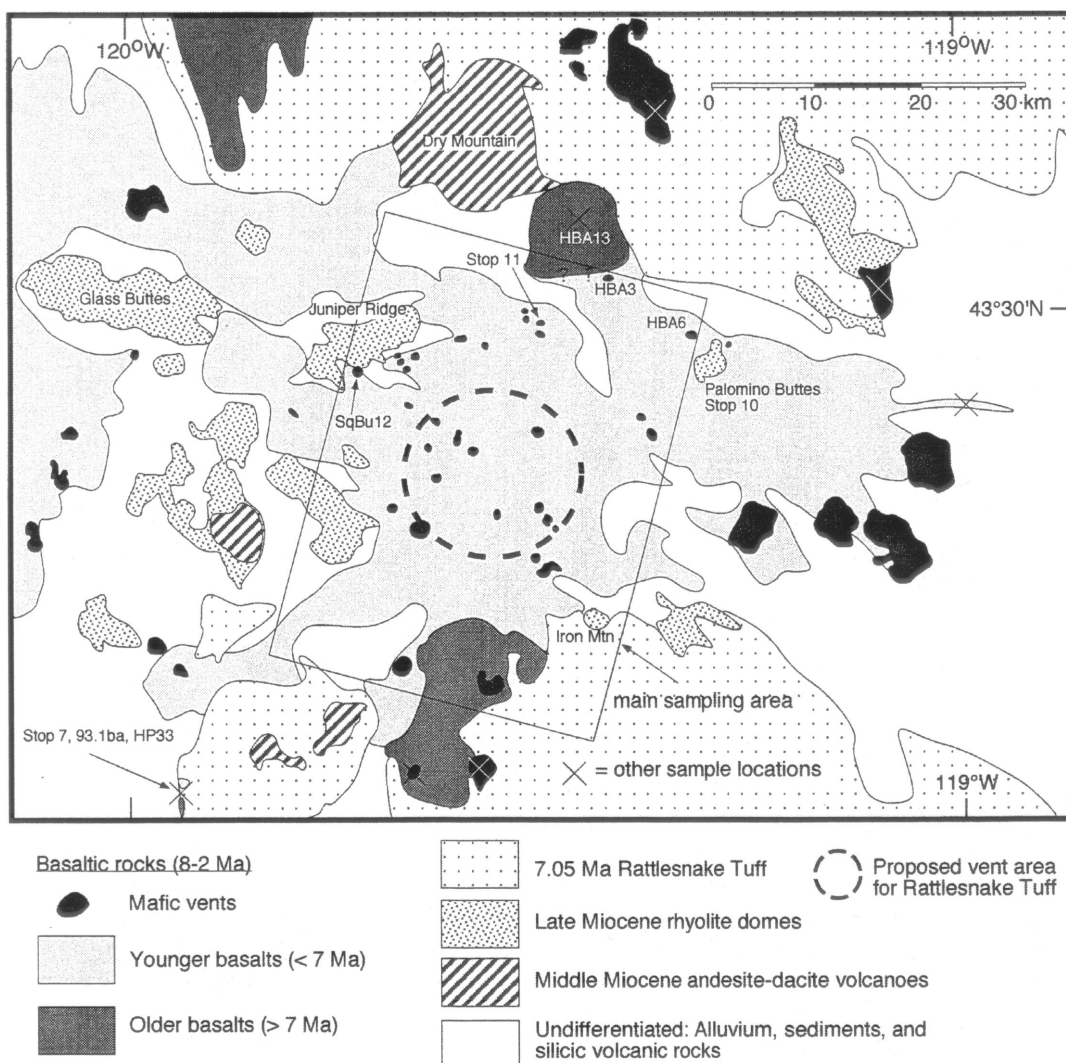 120°W
119°W
0 10 20 30 km
Dry Mountain
HBA13
Stop 11
? ?
HBA3
Glass Buttes
Juniper Ridge
43°30'N
HBA6
Palomino Buttes
Stop 10
SqBu12
Iron Mtn
main sampling area
Stop 7, 93.1ba, HP33
= other sample locations
119°W
Basaltic rocks (8-2 Ma)
Mafic vents
Younger basalts (< 7 Ma)
Older basalts (> 7 Ma)
7.05 Ma Rattlesnake Tuff
Late Miocene rhyolite domes
Middle Miocene andesite-dacite volcanoes
Undifferentiated: Alluvium, sediments, and
silicic volcanic rocks
Proposed vent area
for Rattlesnake Tuff